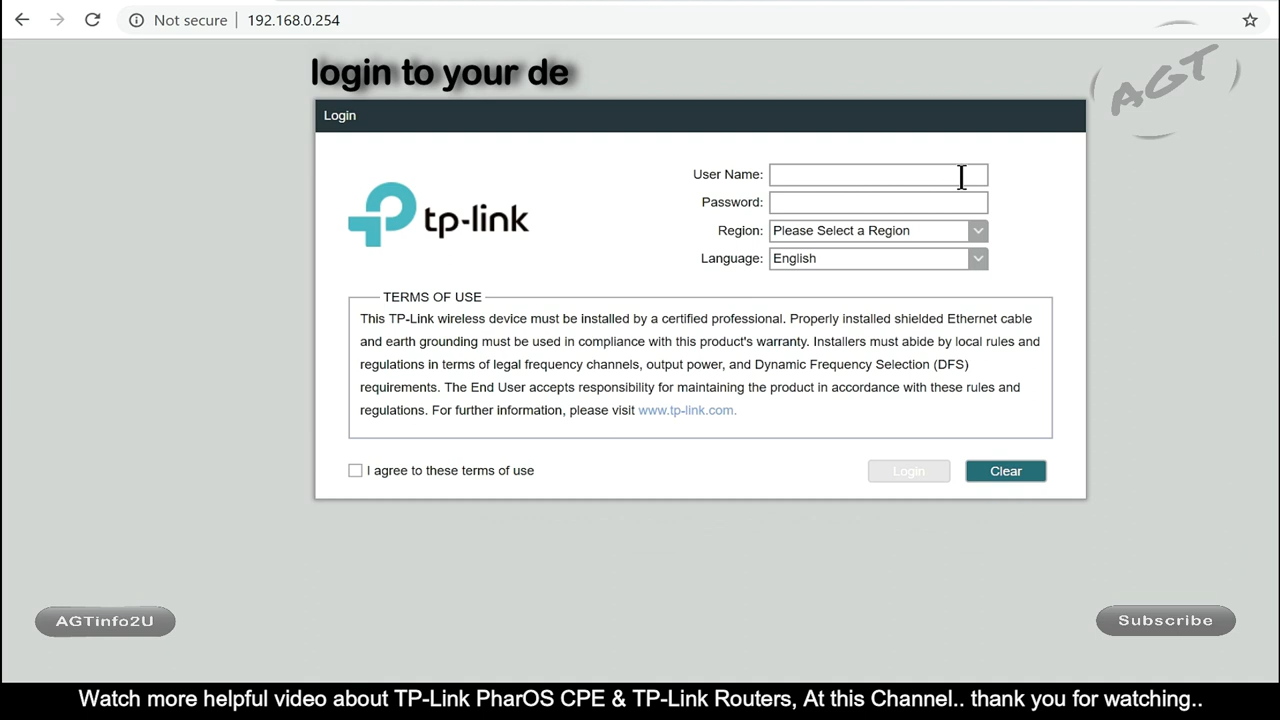 Not secure 192.168.0.254
login to your de
AGT
Login
tp-link
User Name:
Password:
Region: Please Select a Region
Language: English
TERMS OF USE
This TP-Link wireless device must be installed by a certified professional. Properly installed shielded Ethernet cable
and earth grounding must be used in compliance with this product's warranty. Installers must abide by local rules and
regulations in terms of legal frequency channels, output power, and Dynamic Frequency Selection (DFS)
requirements. The End User accepts responsibility for maintaining the product in accordance with these rules and
regulations. For further information, please visit www.tp-link.com.
I agree to these terms of use
Login Clear
AGTinfo2U
Subscribe
Watch more helpful video about TP-Link PharOS CPE & TP-Link Routers, At this Channel.. thank you for watching..